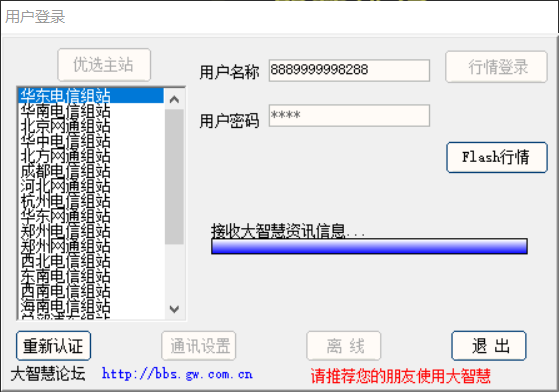 用户登录
优选主站
用户名称
8889999998288
行情登录
华东电信组站
华南电信组站
北京网通组站
华中电信组站
北方网通组站
成都电信组站
河北网通组站
杭州电信组站
华东网通组站
郑州电信组站
郑州网通组站
西北电信组站
东南电信组站
西南电信组站
海南电信组站
用户密码
****
Flash行情
接收大智慧资讯信息...
重新认证
通讯设置
离 线
退 出
大智慧论坛
http://bbs.gw.com.cn
请推荐您的朋友使用大智慧